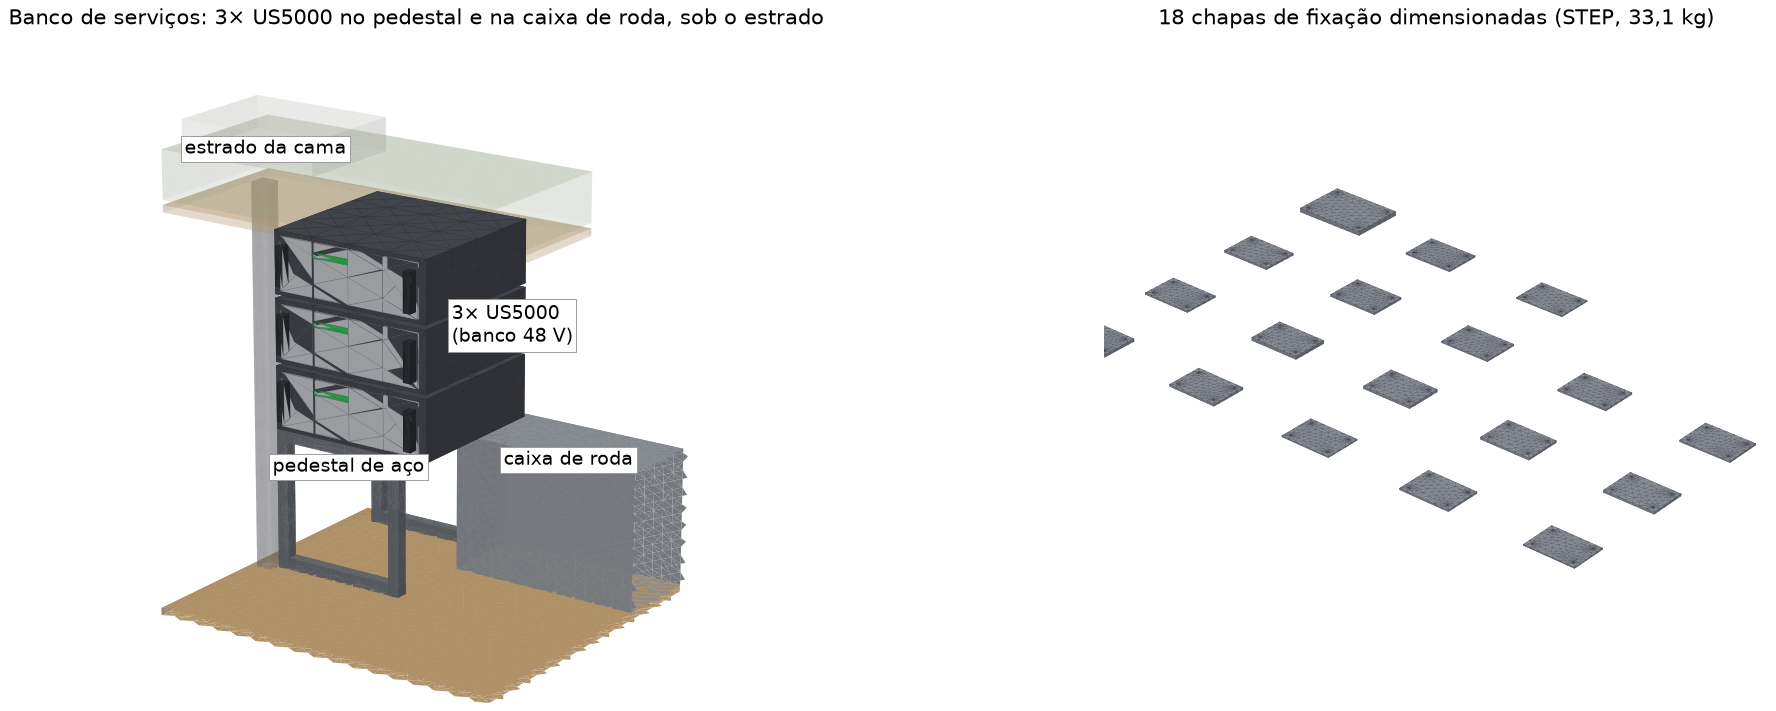 Banco de serviços: 3× US5000 no pedestal e na caixa de roda, sob o estrado
18 chapas de fixação dimensionadas (STEP, 33,1 kg)
estrado da cama
3× US5000
(banco 48 V)
pedestal de aço
caixa de roda